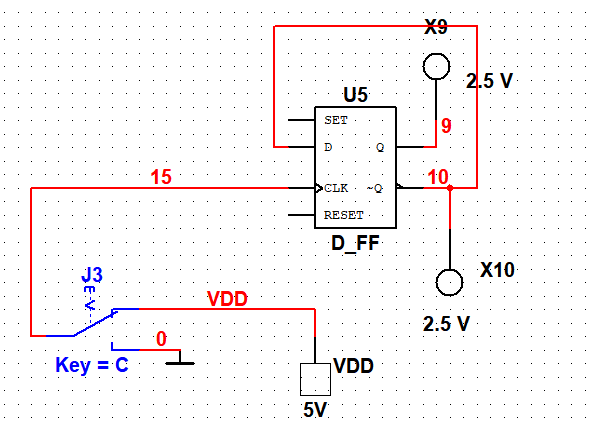 X9
2.5 V
U5
SET
9
D
Q
15
10
CLK
~Q
RESET
D_FF
J3
X10
VDD
2.5 V
0
Key = C
VDD
5V